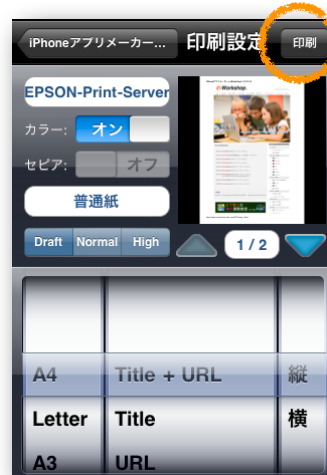 iPhoneアプリメーカー...
印刷設定
印刷
EPSON-Print-Server
カラー:
オン
セピア:
オフ
普通紙
Draft
Normal
High
Workshop.
1 / 2
A4
Title + URL
縦
Letter
Title
横
A3
URL